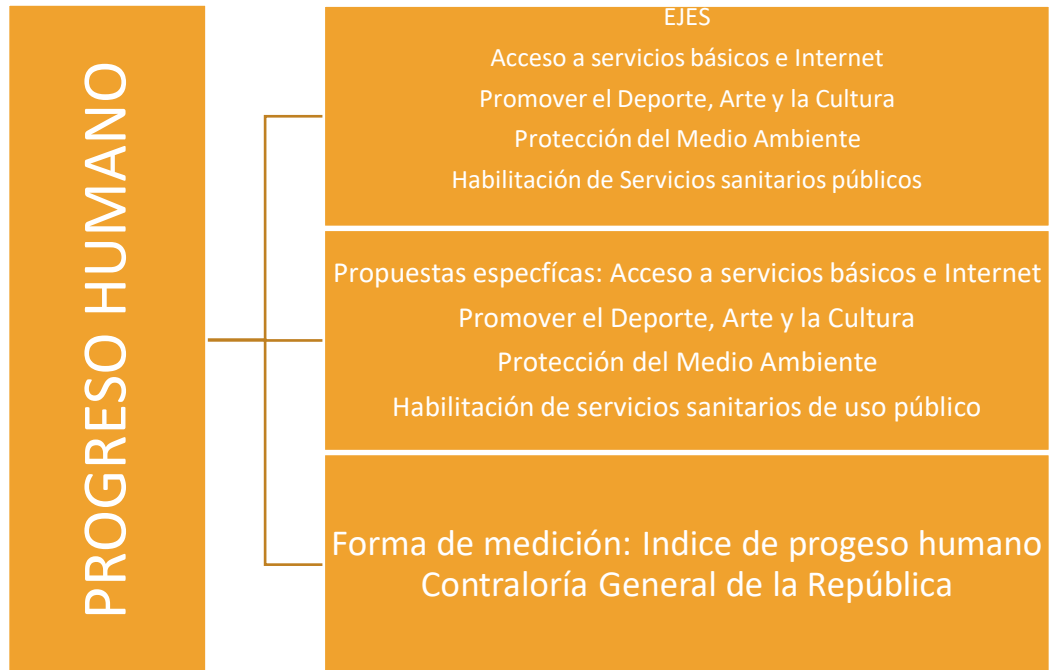 PROGRESO HUMANO
EJES
Acceso a servicios básicos e Internet
Promover el Deporte, Arte y la Cultura
Protección del Medio Ambiente
Habilitación de Servicios sanitarios públicos
Propuestas especfícas: Acceso a servicios básicos e Internet
Promover el Deporte, Arte y la Cultura
Protección del Medio Ambiente
Habilitación de servicios sanitarios de uso público
Forma de medición: Indice de progeso humano
Contraloría General de la República